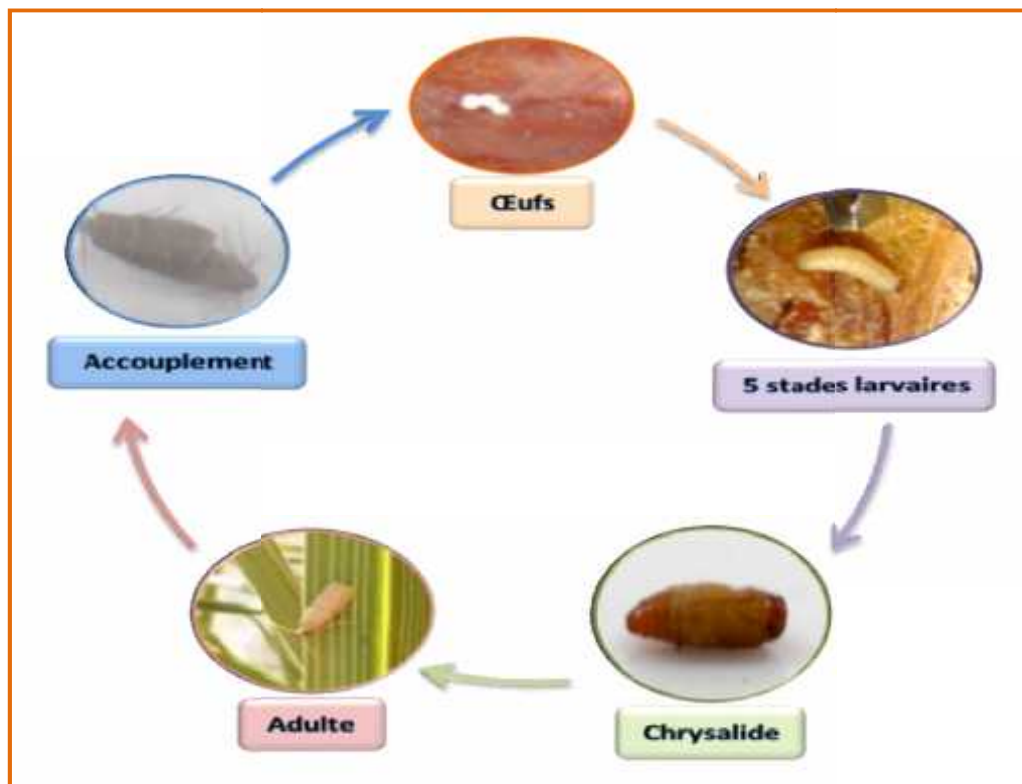 Œufs
5 stades larvaires
Chrysalide
Adulte
Accouplement